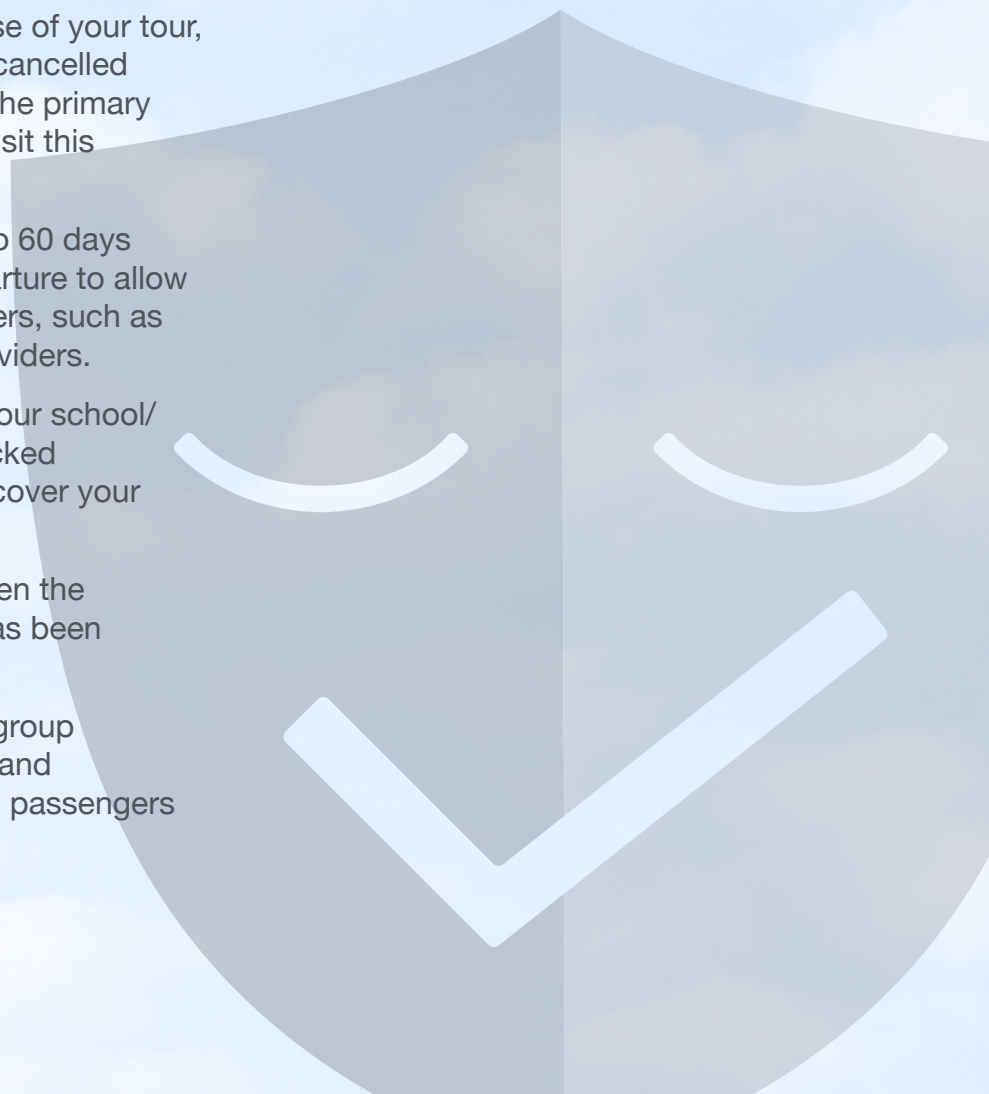 se of your tour,
cancelled
he primary
sit this
o 60 days
rture to allow
ers, such as
viders.
our school/
cked
cover your
en the
as been
group
and
passengers